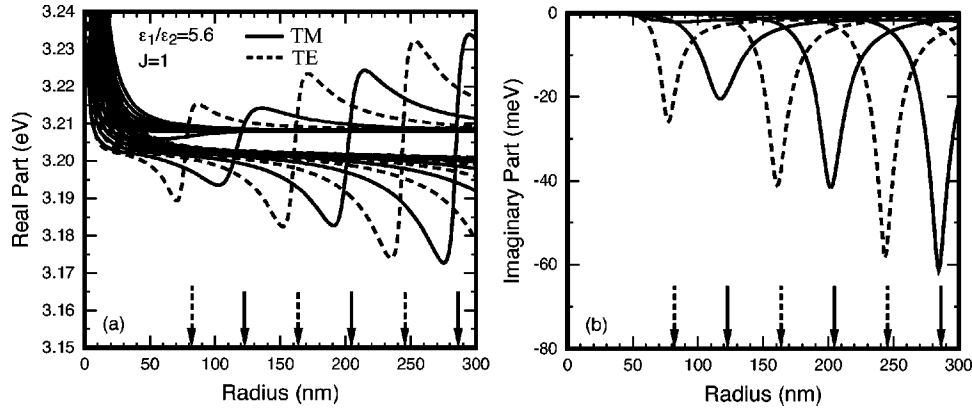 3.24
3.23
3.22
3.21
3.20
3.19
3.18
3.17
3.16
3.15
Real Part (eV)
ε1/ε2=5.6
J=1
TM
TE
(a)
0 50 100 150 200 250 300
Radius (nm)
0
-20
-40
-60
-80
Imaginary Part (meV)
(b)
0 50 100 150 200 250 300
Radius (nm)